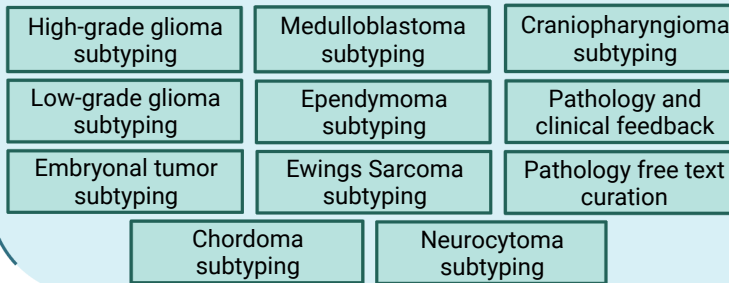 High-grade glioma
subtyping
Medulloblastoma
subtyping
Craniopharyngioma
subtyping
Low-grade glioma
subtyping
Ependymoma
subtyping
Pathology and
clinical feedback
Embryonal tumor
subtyping
Ewings Sarcoma
subtyping
Pathology free text
curation
Chordoma
subtyping
Neurocytoma
subtyping